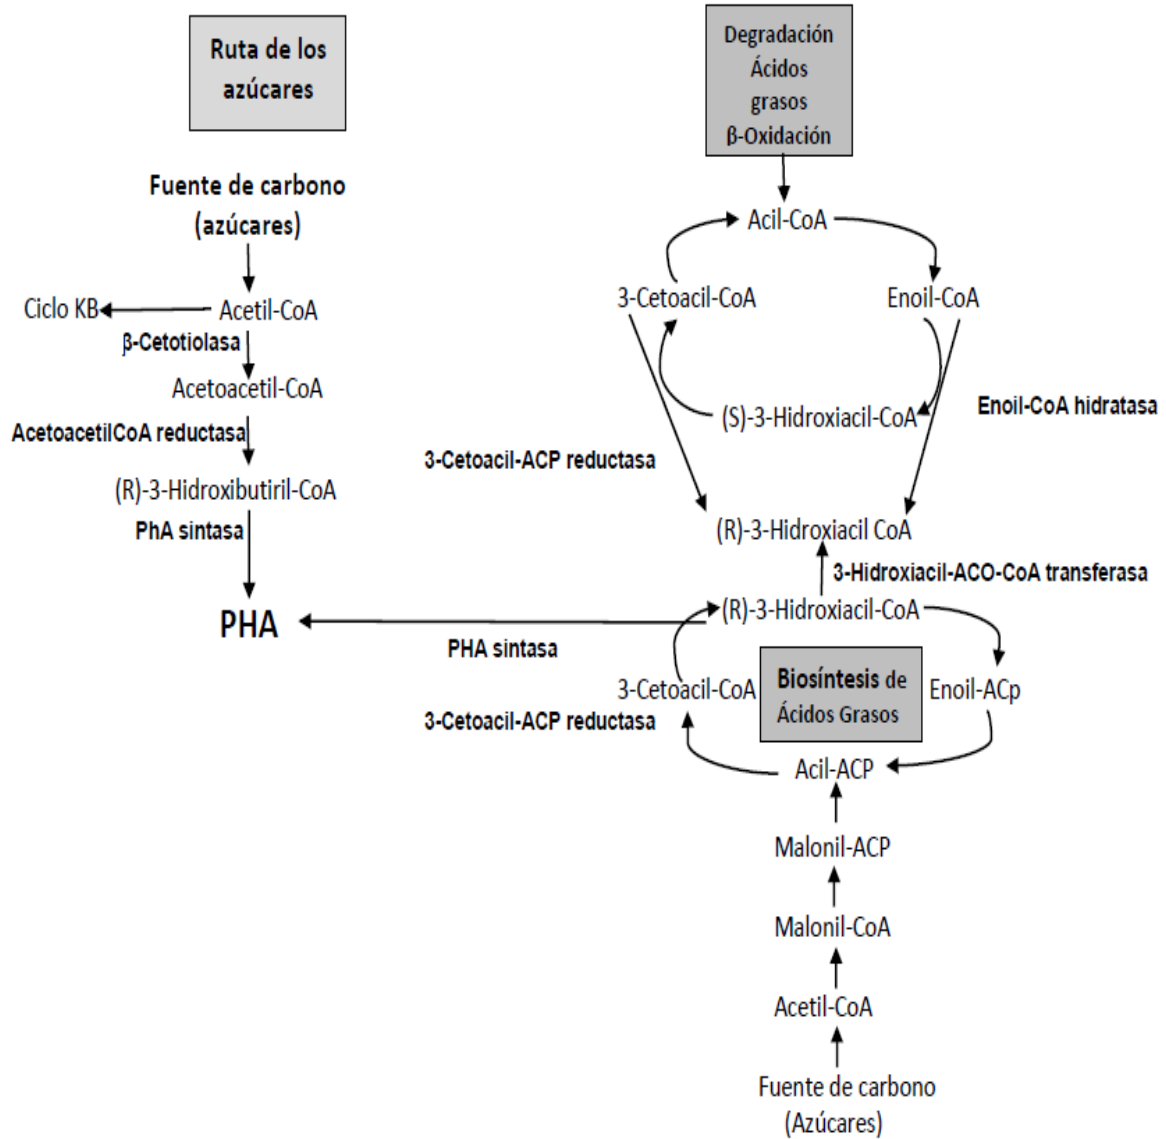 Ruta de los
azúcares
Fuente de carbono
(azúcares)
Ciclo KB
Acetil-CoA
β-Cetotiolasa
Acetoacetil-CoA
AcetoacetilCoA reductasa
(R)-3-Hidroxibutiril-CoA
PhA sintasa
PHA
Degradación
Ácidos
grasos
β-Oxidación
Acil-CoA
3-Cetoacil-CoA
Enoil-CoA
(S)-3-Hidroxiacil-CoA
Enoil-CoA hidratasa
3-Cetoacil-ACP reductasa
(R)-3-Hidroxiacil CoA
3-Hidroxiacil-ACO-CoA transferasa
(R)-3-Hidroxiacil-CoA
PHA sintasa
3-Cetoacil-CoA
Biosíntesis de
Ácidos Grasos
Enoil-ACp
3-Cetoacil-ACP reductasa
Acil-ACP
Malonil-ACP
Malonil-CoA
Acetil-CoA
Fuente de carbono
(Azúcares)